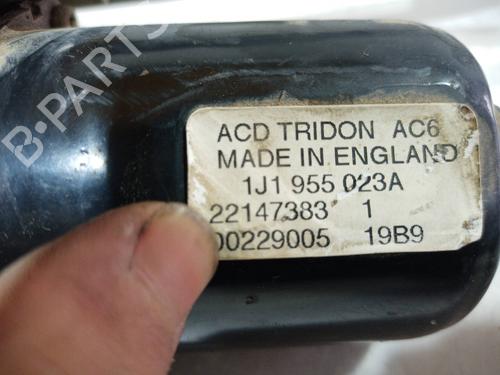 B-PARTS
ACD TRIDON AC6
MADE IN ENGLAND
1J1 955 023A
22147383 1
00229005 19B9